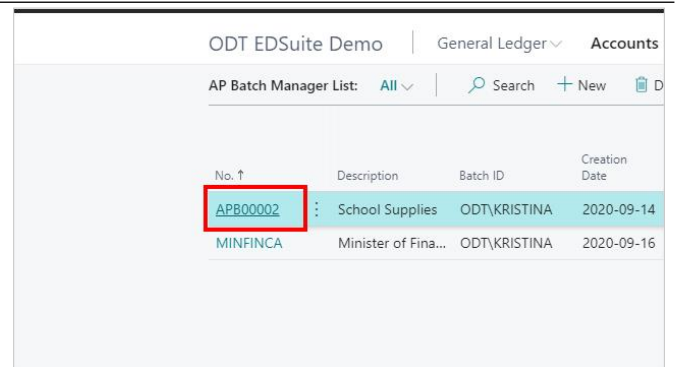 ODT EDSuite Demo General Ledger Accounts
AP Batch Manager List: All Search + New D
No. ↑ Description Batch ID Creation Date
APB00002 School Supplies ODT\KRISTINA 2020-09-14
MINFINCA Minister of Fina... ODT\KRISTINA 2020-09-16